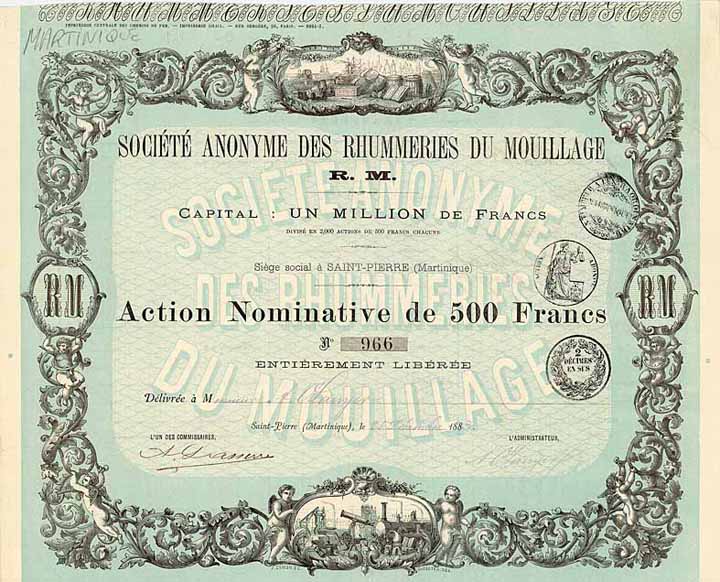 MARTINIQUE
SOCIÉTÉ ANONYME DES RHUMMERIES DU MOUILLAGE
R. M.
CAPITAL : UN MILLION DE FRANCS
DIVISÉ EN 2,000 ACTIONS DE 500 FRANCS CHACUNE
Siège social à SAINT-PIERRE (Martinique)
RM
RM
Action Nominative de 500 Francs
No 966
ENTIÈREMENT LIBÉRÉE
2
DÉCIMES
EN SUS
Délivrée à Monsieur
Saint-Pierre (Martinique), le 188
L'UN DES COMMISSAIRES,
L'ADMINISTRATEUR,
SOCIÉTÉ ANONYME
DES RHUMMERIES
DU MOUILLAGE